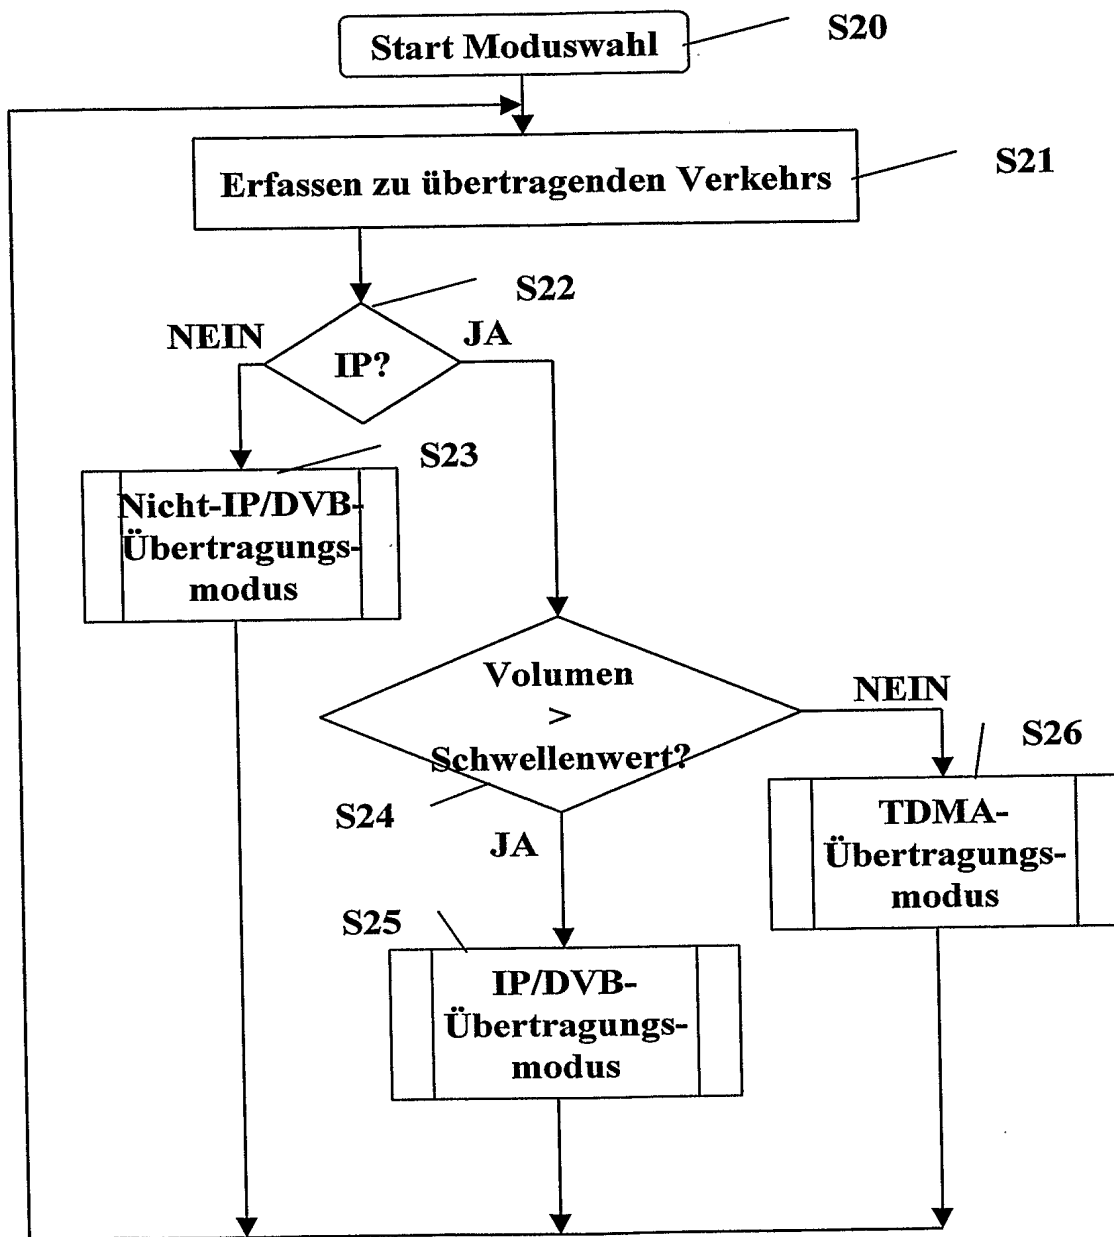 Start Moduswahl
S20
Erfassen zu übertragenden Verkehrs
S21
S22
NEIN
JA
IP?
S23
Nicht-IP/DVB-
Übertragungs-
modus
Volumen
>
Schwellenwert?
NEIN
S24
JA
S26
TDMA-
Übertragungs-
modus
S25
IP/DVB-
Übertragungs-
modus